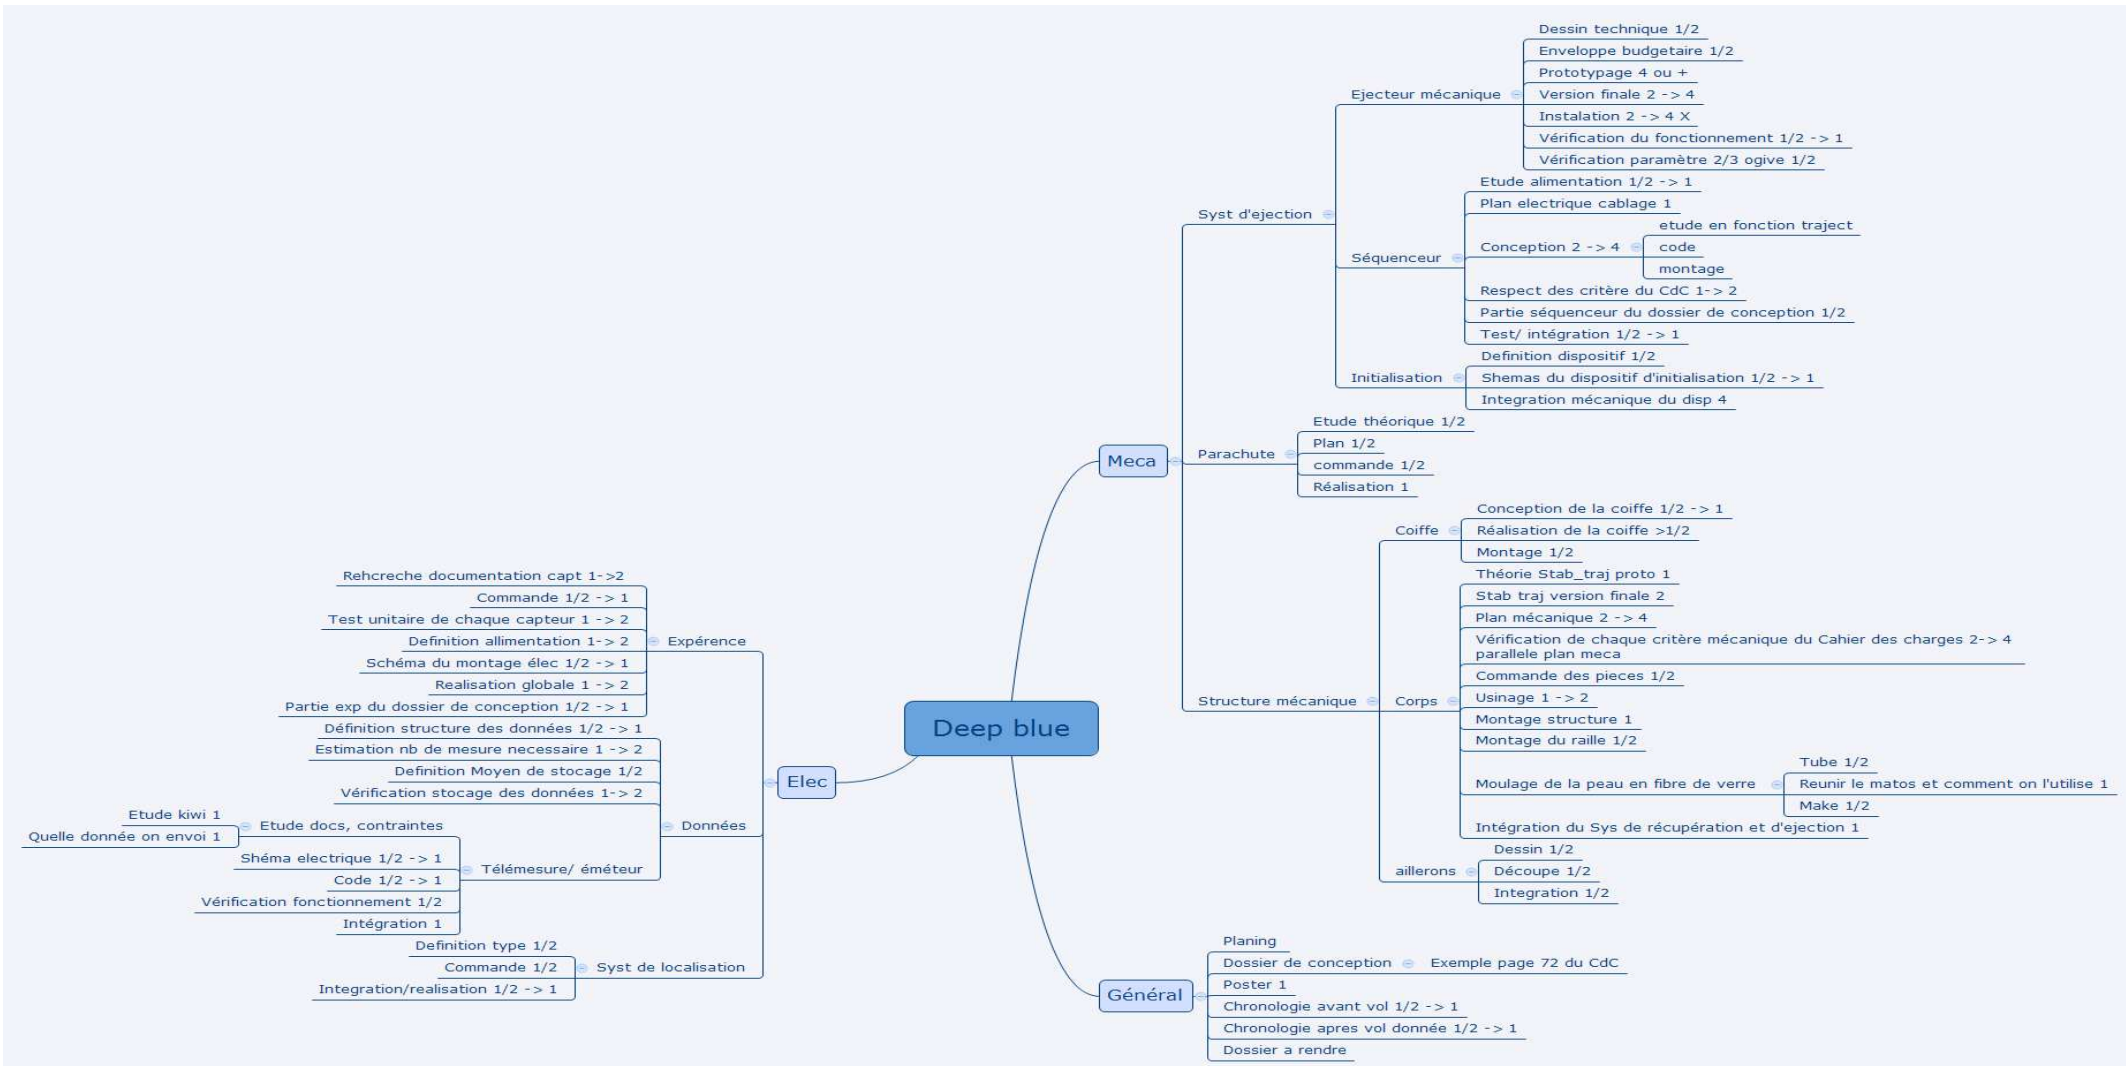 Deep blue
Meca
Syst d'ejection
Ejecteur mécanique
Dessin technique 1/2
Enveloppe budgetaire 1/2
Prototypage 4 ou +
Version finale 2 -> 4
Instalation 2 -> 4 X
Vérification du fonctionnement 1/2 -> 1
Vérification paramètre 2/3 ogive 1/2
Séquenceur
Etude alimentation 1/2 -> 1
Plan electrique cablage 1
Conception 2 -> 4
etude en fonction traject
code
montage
Respect des critère du CdC 1-> 2
Partie séquenceur du dossier de conception 1/2
Test/ intégration 1/2 -> 1
Initialisation
Definition dispositif 1/2
Shemas du dispositif d'initialisation 1/2 -> 1
Integration mécanique du disp 4
Parachute
Etude théorique 1/2
Plan 1/2
commande 1/2
Réalisation 1
Structure mécanique
Coiffe
Conception de la coiffe 1/2 -> 1
Réalisation de la coiffe >1/2
Montage 1/2
Corps
Théorie Stab_traj proto 1
Stab traj version finale 2
Plan mécanique 2 -> 4
Vérification de chaque critère mécanique du Cahier des charges 2-> 4
parallele plan meca
Commande des pieces 1/2
Usinage 1 -> 2
Montage structure 1
Montage du raille 1/2
Moulage de la peau en fibre de verre
Tube 1/2
Reunir le matos et comment on l'utilise 1
Make 1/2
Intégration du Sys de récupération et d'ejection 1
aillerons
Dessin 1/2
Découpe 1/2
Integration 1/2
Général
Planing
Dossier de conception
Exemple page 72 du CdC
Poster 1
Chronologie avant vol 1/2 -> 1
Chronologie apres vol donnée 1/2 -> 1
Dossier a rendre
Elec
Expérence
Rehcreche documentation capt 1->2
Commande 1/2 -> 1
Test unitaire de chaque capteur 1 -> 2
Definition allimentation 1-> 2
Schéma du montage élec 1/2 -> 1
Realisation globale 1 -> 2
Partie exp du dossier de conception 1/2 -> 1
Données
Définition structure des données 1/2 -> 1
Estimation nb de mesure necessaire 1 -> 2
Definition Moyen de stocage 1/2
Vérification stocage des données 1-> 2
Télémesure/ éméteur
Etude docs, contraintes
Etude kiwi 1
Quelle donnée on envoi 1
Shéma electrique 1/2 -> 1
Code 1/2 -> 1
Vérification fonctionnement 1/2
Intégration 1
Syst de localisation
Definition type 1/2
Commande 1/2
Integration/realisation 1/2 -> 1